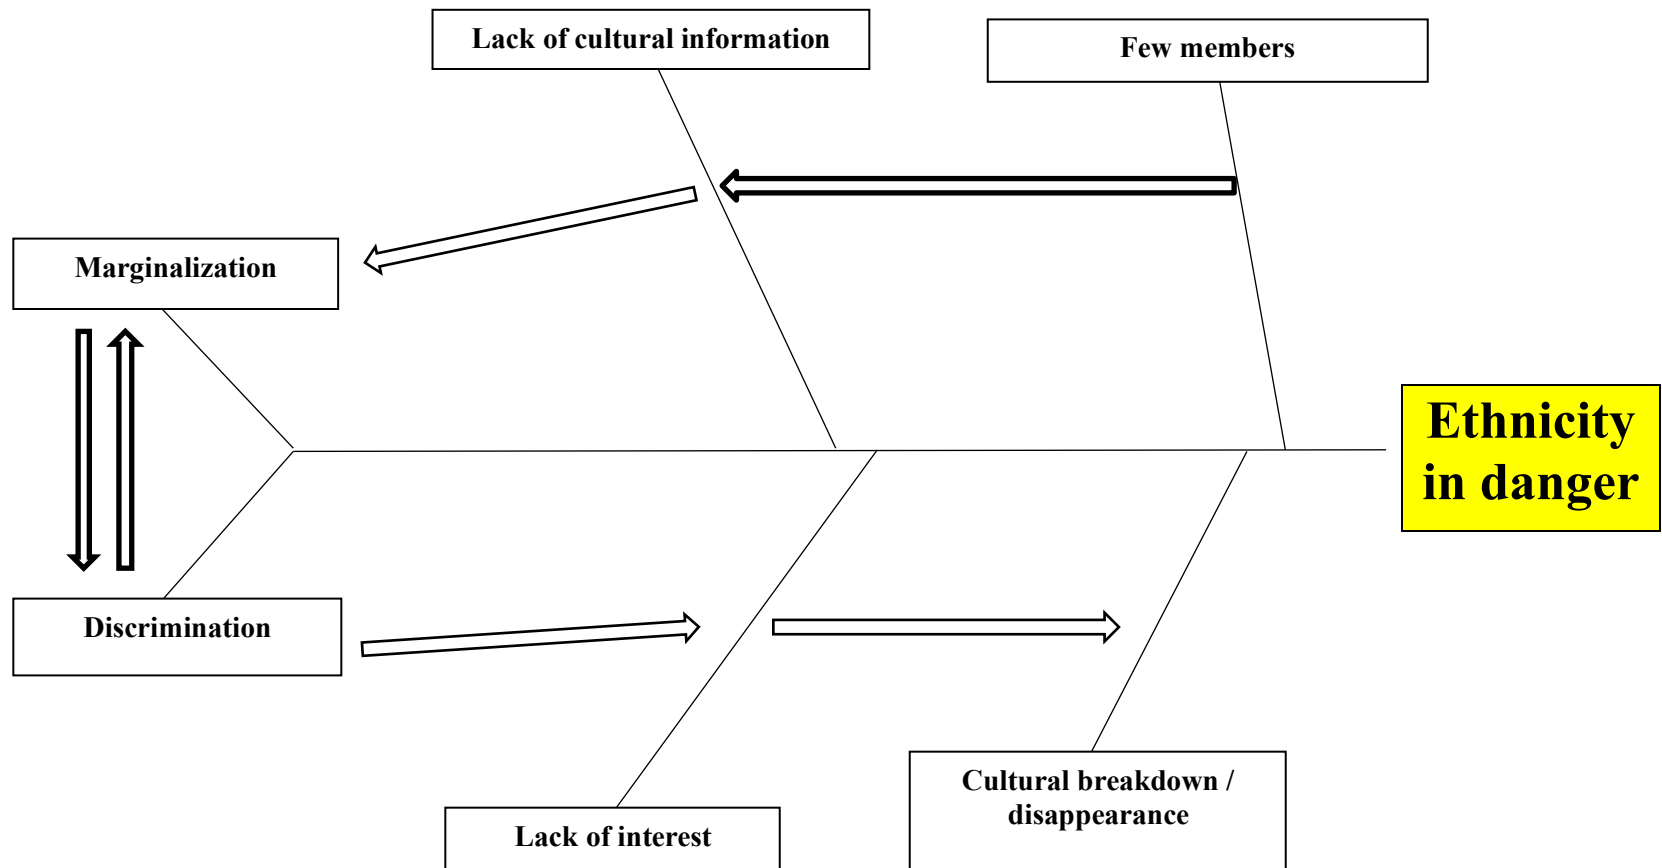 Lack of cultural information
Few members
Marginalization
Ethnicity
in danger
Discrimination
Cultural breakdown /
disappearance
Lack of interest